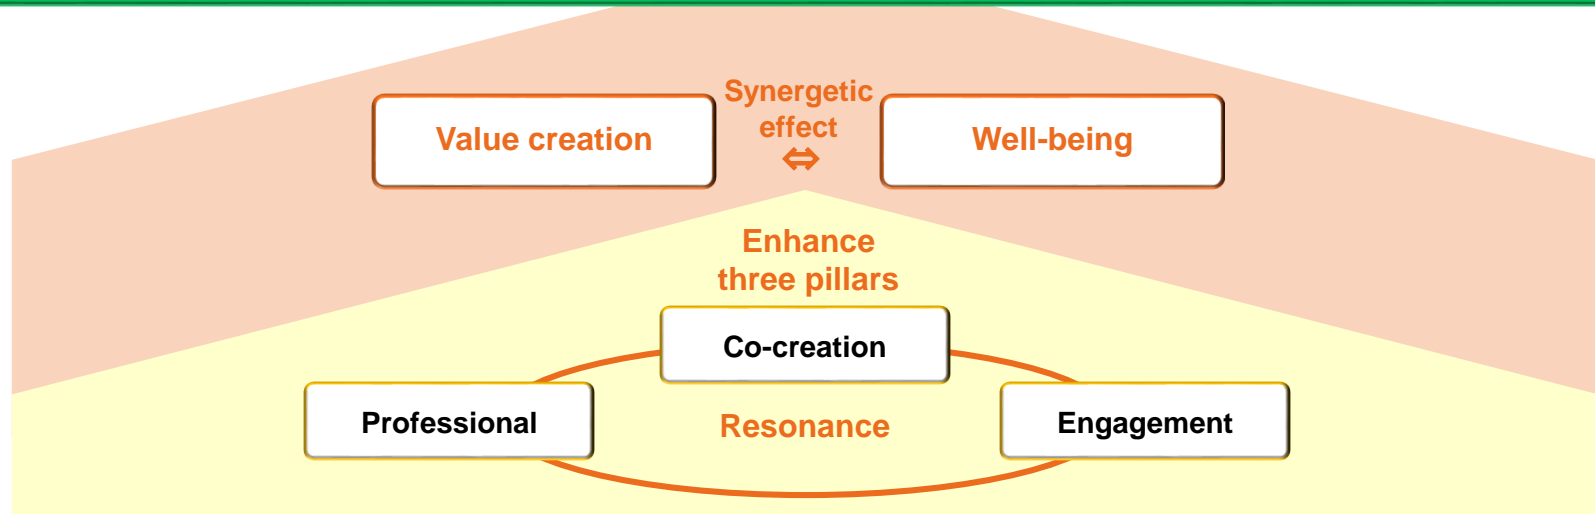 Synergetic
effect
⇔
Value creation
Well-being
Enhance
three pillars
Co-creation
Professional
Resonance
Engagement